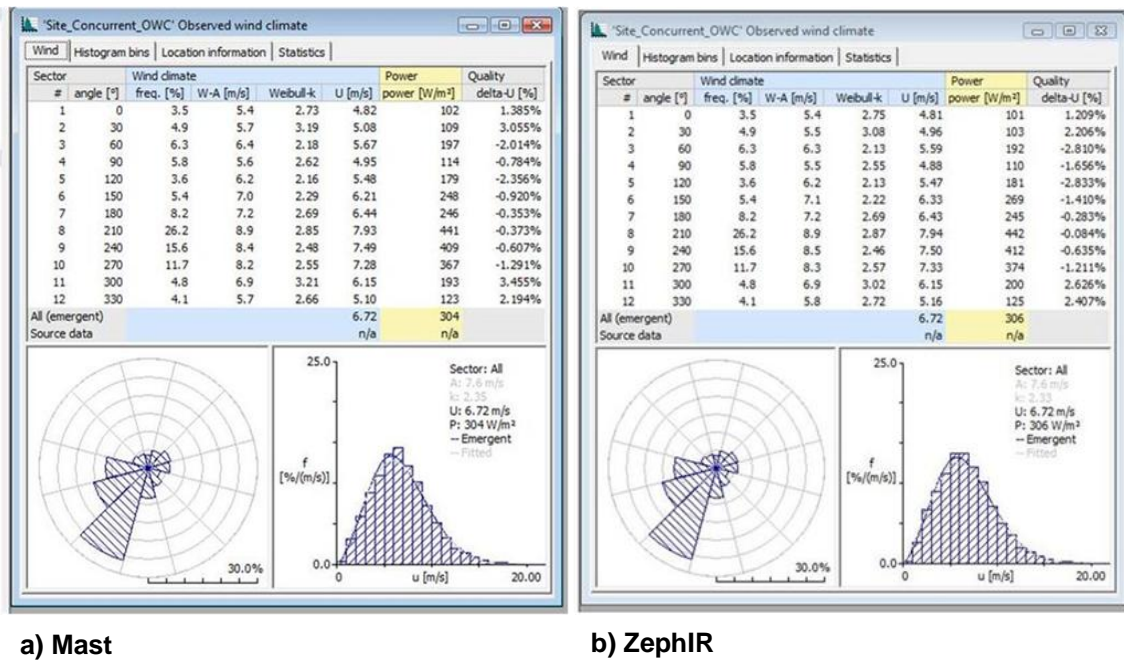 'Site_Concurrent_OWC' Observed wind climate
Wind Histogram bins Location information Statistics
Sector Wind climate Power Quality
# angle [°] freq. [%] W-A [m/s] Weibull-k U [m/s] power [W/m²] delta-U [%]
1 0 3.5 5.4 2.73 4.82 102 1.385%
2 30 4.9 5.7 3.19 5.08 109 3.055%
3 60 6.3 6.4 2.18 5.67 197 -2.014%
4 90 5.8 5.6 2.62 4.95 114 -0.784%
5 120 3.6 6.2 2.16 5.48 179 -2.356%
6 150 5.4 7.0 2.29 6.21 248 -0.920%
7 180 8.2 7.2 2.69 6.44 246 -0.353%
8 210 26.2 8.9 2.85 7.93 441 -0.373%
9 240 15.6 8.4 2.48 7.49 409 -0.607%
10 270 11.7 8.2 2.55 7.28 367 -1.291%
11 300 4.8 6.9 3.21 6.15 193 3.455%
12 330 4.1 5.7 2.66 5.10 123 2.194%
All (emergent) 6.72 304
Source data n/a n/a
30.0%
25.0
f
[%/(m/s)]
0.0
0 u [m/s] 20.00
Sector: All
A: 7.6 m/s
k: 2.35
U: 6.72 m/s
P: 304 W/m²
-- Emergent
-- Fitted
a) Mast
'Site_Concurrent_OWC' Observed wind climate
Wind Histogram bins Location information Statistics
Sector Wind climate Power Quality
# angle [°] freq. [%] W-A [m/s] Weibull-k U [m/s] power [W/m²] delta-U [%]
1 0 3.5 5.4 2.75 4.81 101 1.209%
2 30 4.9 5.5 3.08 4.96 103 2.206%
3 60 6.3 6.3 2.13 5.59 192 -2.810%
4 90 5.8 5.5 2.55 4.88 110 -1.656%
5 120 3.6 6.2 2.13 5.47 181 -2.833%
6 150 5.4 7.1 2.22 6.33 269 -1.410%
7 180 8.2 7.2 2.69 6.43 245 -0.283%
8 210 26.2 8.9 2.87 7.94 442 -0.084%
9 240 15.6 8.5 2.46 7.50 412 -0.635%
10 270 11.7 8.3 2.57 7.33 374 -1.211%
11 300 4.8 6.9 3.02 6.15 200 2.626%
12 330 4.1 5.8 2.72 5.16 125 2.407%
All (emergent) 6.72 306
Source data n/a n/a
30.0%
25.0
f
[%/(m/s)]
0.0
0 u [m/s] 20.00
Sector: All
A: 7.6 m/s
k: 2.33
U: 6.72 m/s
P: 306 W/m²
-- Emergent
-- Fitted
b) ZephIR